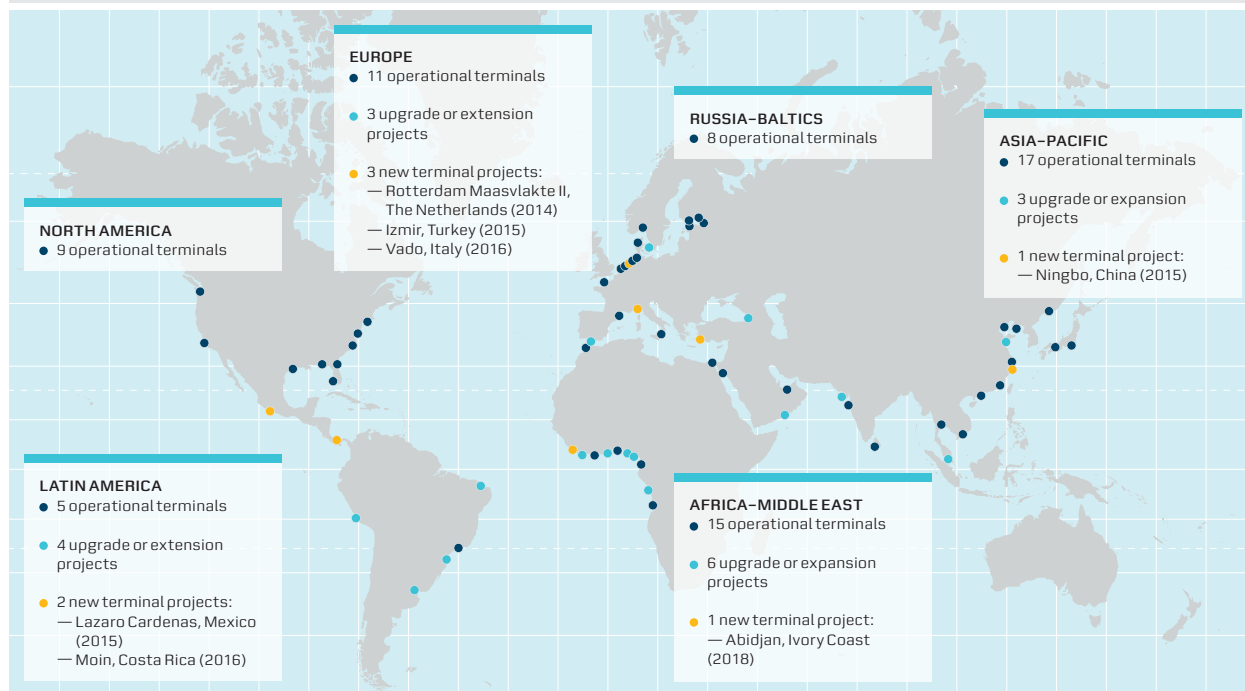 EUROPE
11 operational terminals
3 upgrade or extension
projects
3 new terminal projects:
— Rotterdam Maasvlakte II,
The Netherlands (2014)
— Izmir, Turkey (2015)
— Vado, Italy (2016)
RUSSIA–BALTICS
8 operational terminals
ASIA–PACIFIC
17 operational terminals
3 upgrade or expansion
projects
1 new terminal project:
— Ningbo, China (2015)
NORTH AMERICA
9 operational terminals
LATIN AMERICA
5 operational terminals
4 upgrade or extension
projects
2 new terminal projects:
— Lazaro Cardenas, Mexico
(2015)
— Moin, Costa Rica (2016)
AFRICA–MIDDLE EAST
15 operational terminals
6 upgrade or expansion
projects
1 new terminal project:
— Abidjan, Ivory Coast
(2018)